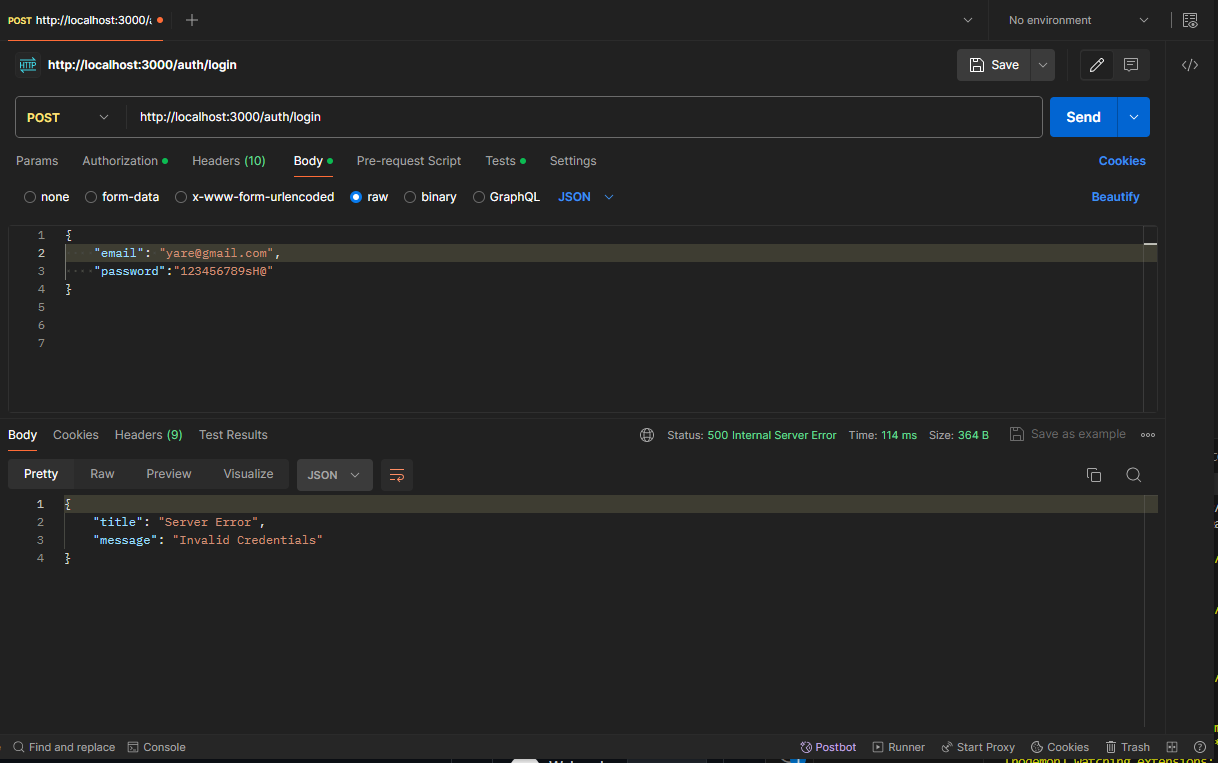 POST http://localhost:3000/a
No environment
HTTP http://localhost:3000/auth/login
Save
</>
POST http://localhost:3000/auth/login
Send
Params Authorization Headers (10) Body Pre-request Script Tests Settings Cookies
none form-data x-www-form-urlencoded raw binary GraphQL JSON Beautify
1 {
2 "email": "yare@gmail.com",
3 "password":"123456789sH@"
4 }
5
6
7
Body Cookies Headers (9) Test Results Status: 500 Internal Server Error Time: 114 ms Size: 364 B Save as example
Pretty Raw Preview Visualize JSON
1 {
2 "title": "Server Error",
3 "message": "Invalid Credentials"
4 }
Find and replace Console Postbot Runner Start Proxy Cookies Trash